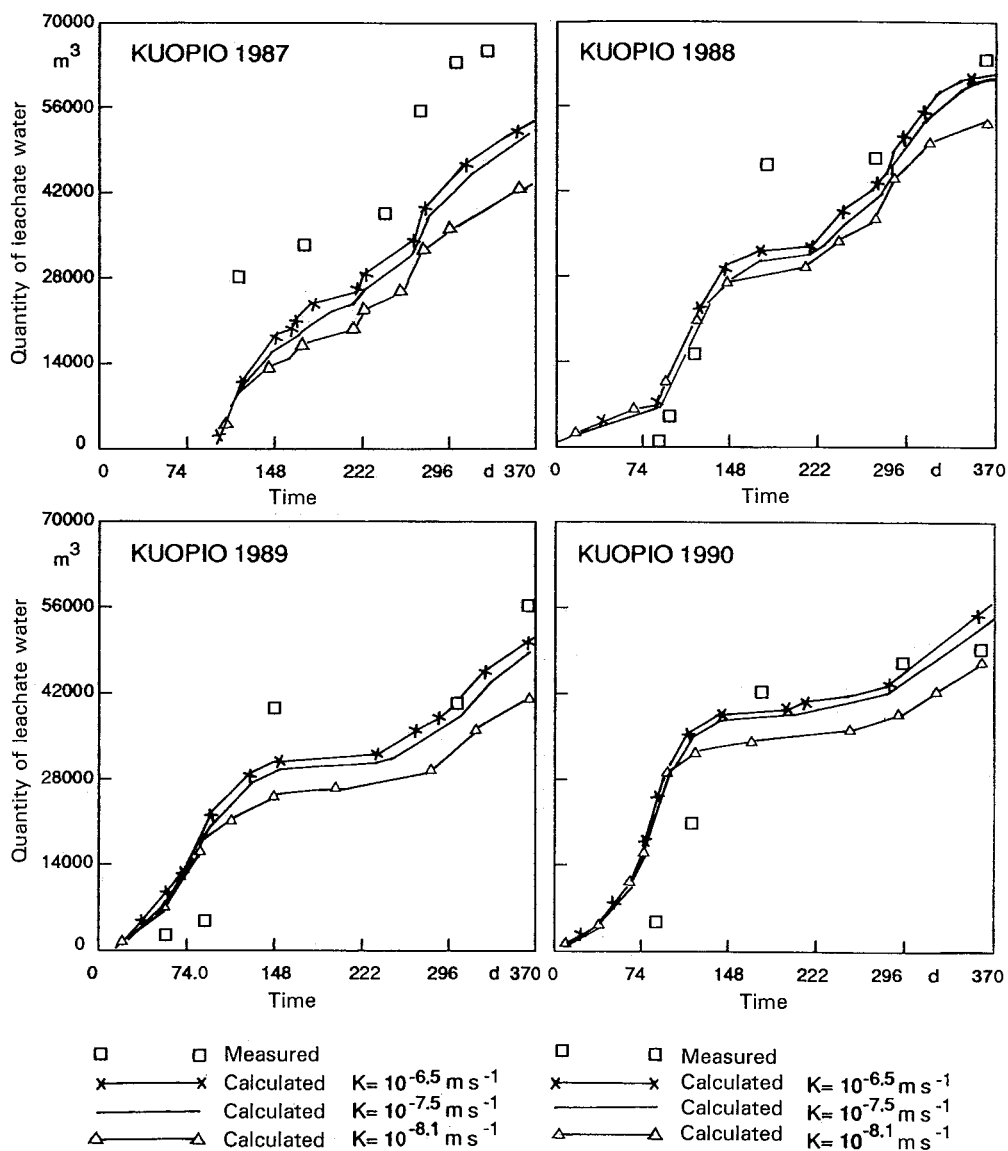 70000
m3
KUOPIO 1987
KUOPIO 1988
56000
42000
28000
14000
0
Quantity of leachate water
0 74 148 222 296 d 370
Time
0 74 148 222 296 d 370
Time
70000
m3
KUOPIO 1989
KUOPIO 1990
56000
42000
28000
14000
0
Quantity of leachate water
0 74.0 148 222 296 d 370
Time
0 74 148 222 296 d 370
Time
Measured
Calculated K= 10-6.5 m s-1
Calculated K= 10-7.5 m s-1
Calculated K= 10-8.1 m s-1
Measured
Calculated K= 10-6.5 m s-1
Calculated K= 10-7.5 m s-1
Calculated K= 10-8.1 m s-1